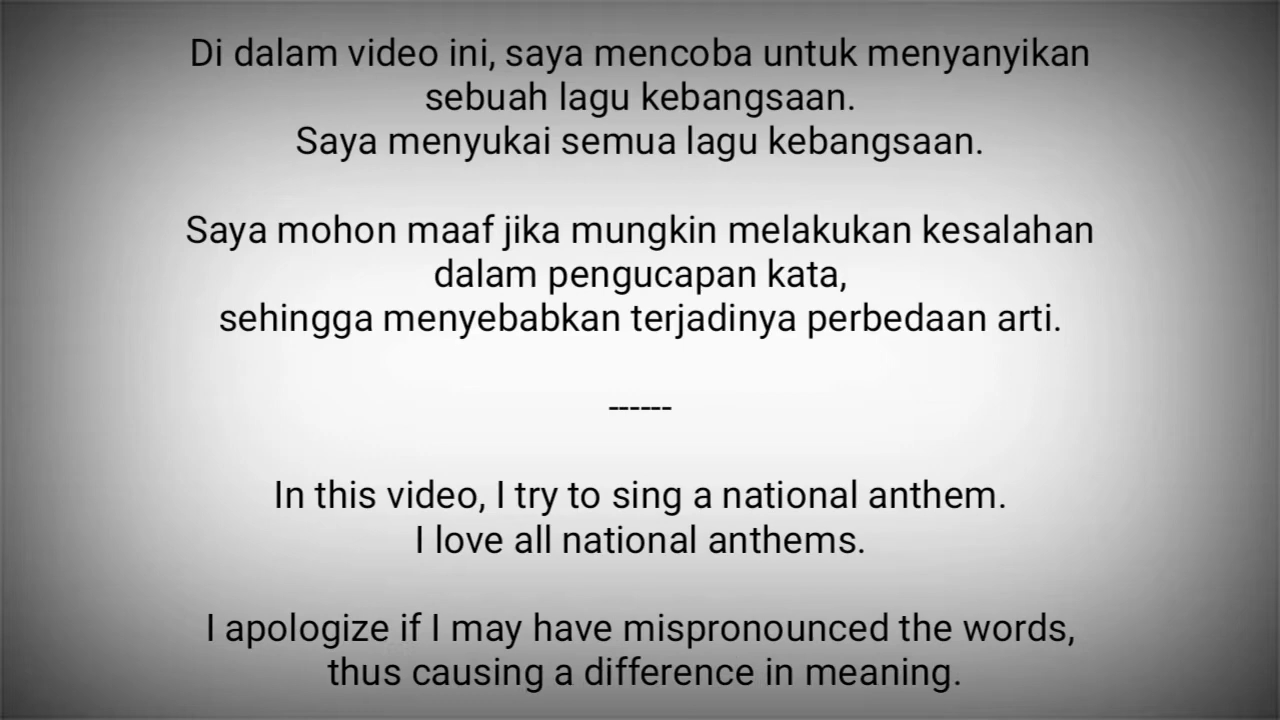 Di dalam video ini, saya mencoba untuk menyanyikan
sebuah lagu kebangsaan.
Saya menyukai semua lagu kebangsaan.
Saya mohon maaf jika mungkin melakukan kesalahan
dalam pengucapan kata,
sehingga menyebabkan terjadinya perbedaan arti.
------
In this video, I try to sing a national anthem.
I love all national anthems.
I apologize if I may have mispronounced the words,
thus causing a difference in meaning.